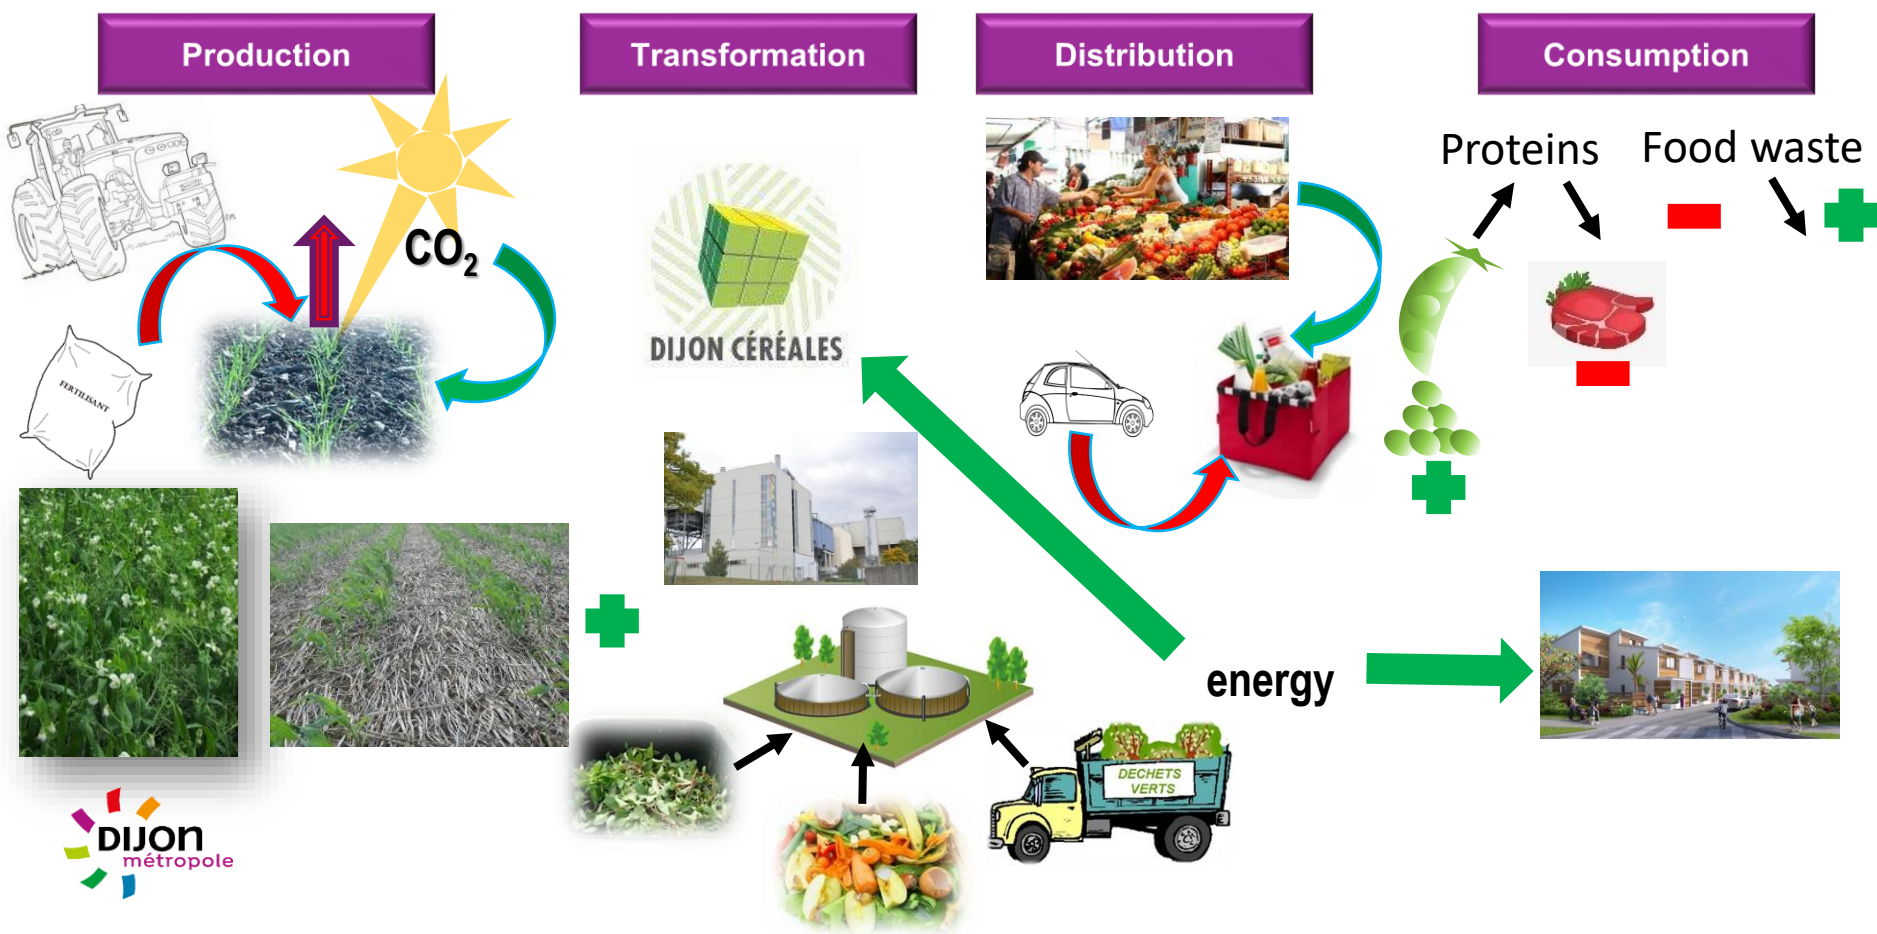 Production
Transformation
Distribution
Consumption
CO₂
FERTILISANT
DIJON CÉRÉALES
Proteins
Food waste
energy
DECHETS
VERTS
DIJON
métropole